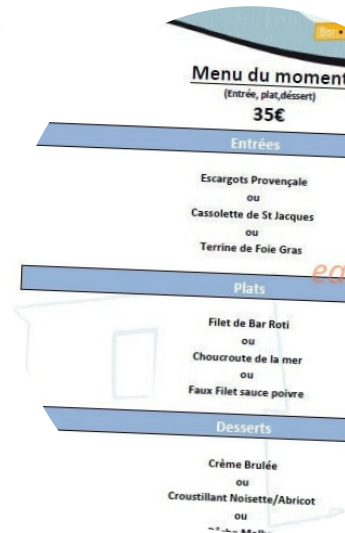 Bar •
Menu du moment
(Entrée, plat,déssert)
35€
Entrées
Escargots Provençale
ou
Cassolette de St Jacques
ou
Terrine de Foie Gras
ea
Plats
Filet de Bar Roti
ou
Choucroute de la mer
ou
Faux Filet sauce poivre
Desserts
Crème Brulée
ou
Croustillant Noisette/Abricot
ou